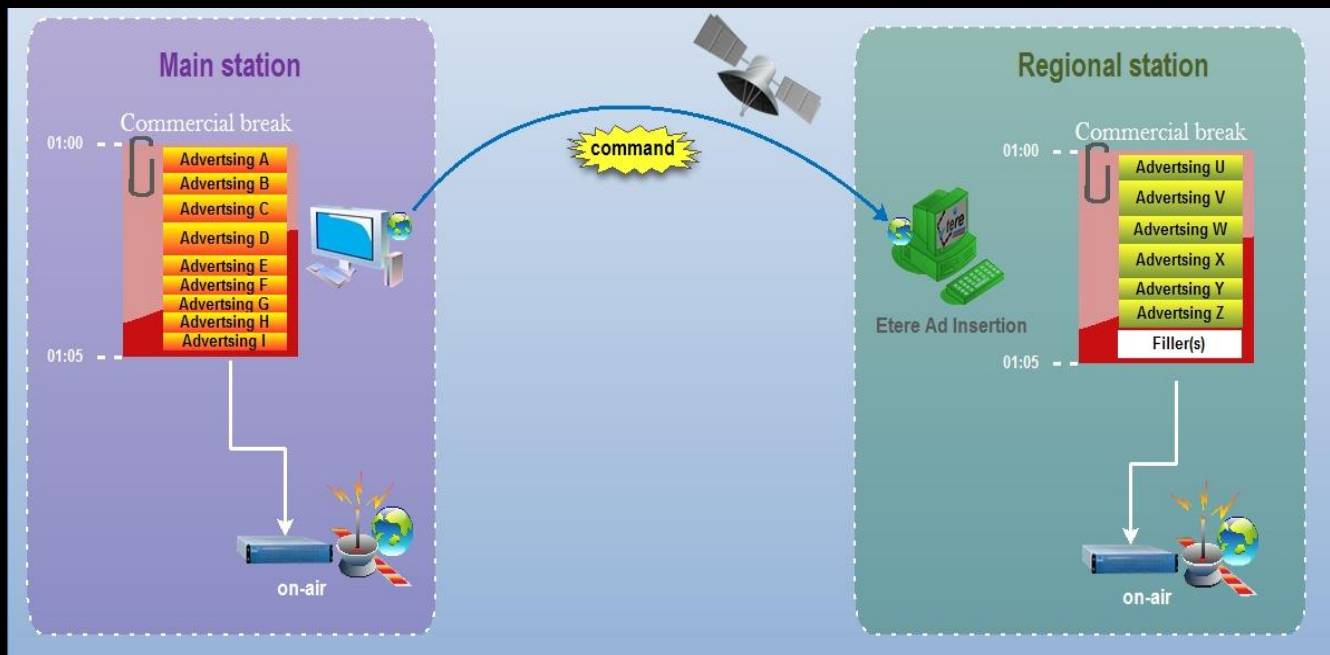 Main station
Commercial break
01:00
Advertsing A
Advertsing B
Advertsing C
Advertsing D
Advertsing E
Advertsing F
Advertsing G
Advertsing H
Advertsing I
01:05
on-air
command
Regional station
Commercial break
01:00
Advertsing U
Advertsing V
Advertsing W
Advertsing X
Advertsing Y
Advertsing Z
Filler(s)
01:05
tere
Etere Ad Insertion
on-air